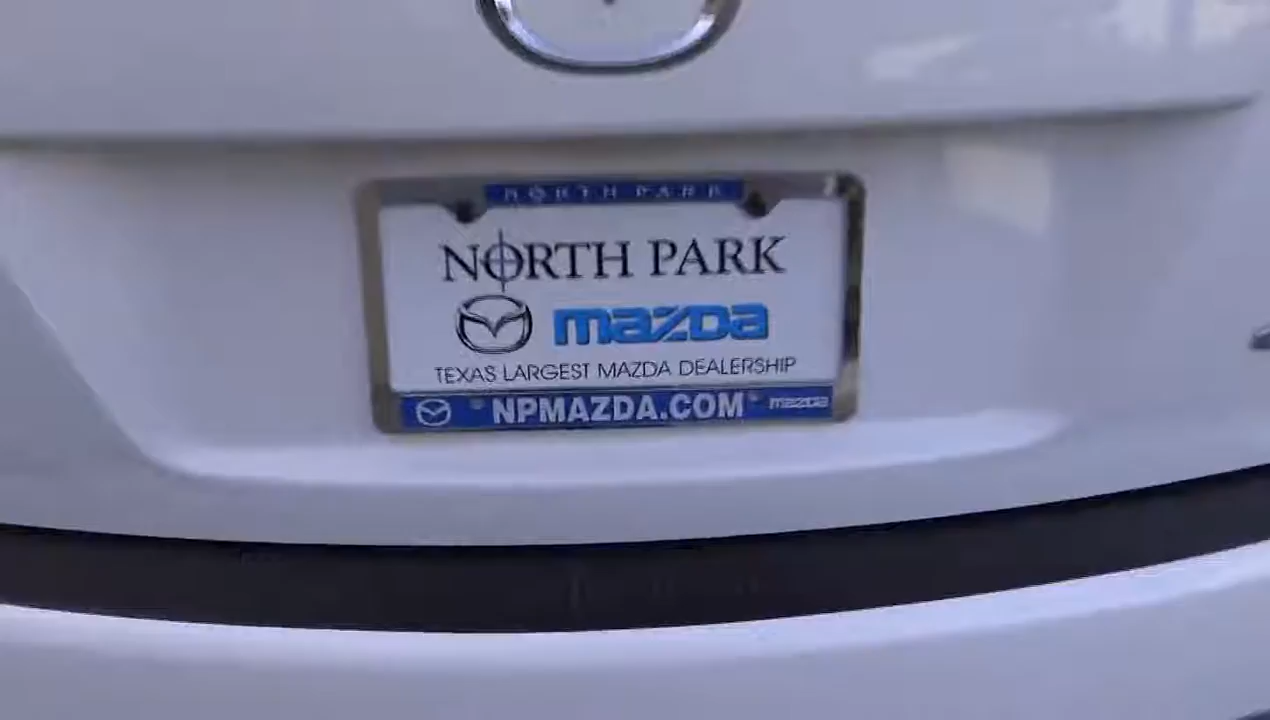 NORTH PARK
NORTH PARK
mazda
TEXAS LARGEST MAZDA DEALERSHIP
NPMAZDA.COM mazda